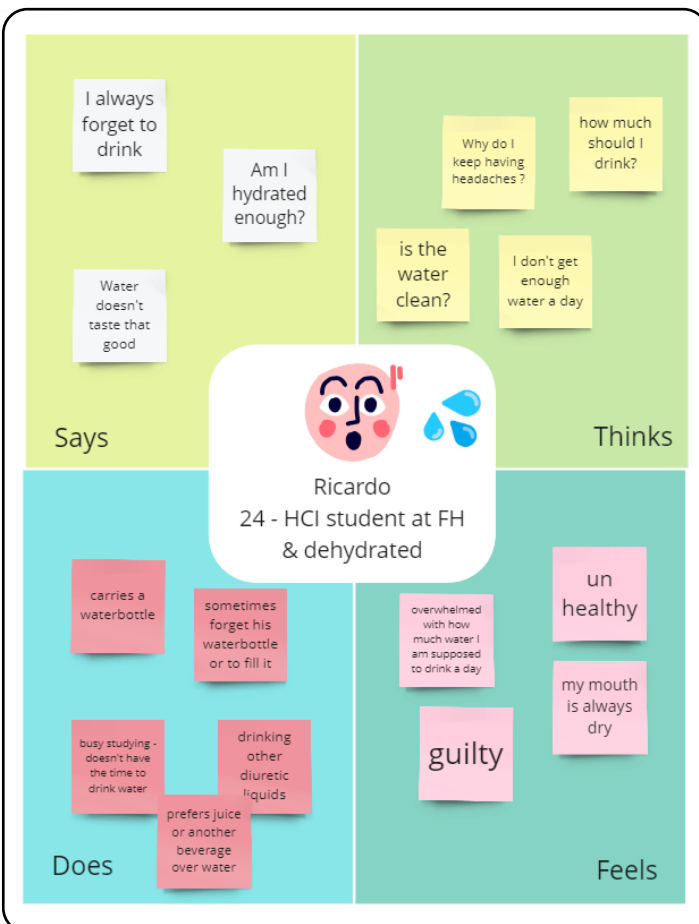 I always
forget to
drink
Am I
hydrated
enough?
Water
doesn't
taste that
good
Says
Why do I
keep having
headaches ?
how much
should I
drink?
is the
water
clean?
I don't get
enough
water a day
Thinks
Ricardo
24 - HCI student at FH
& dehydrated
carries a
waterbottle
sometimes
forget his
waterbottle
or to fill it
busy studying -
doesn't have
the time to
drink water
drinking
other
diuretic
liquids
prefers juice
or another
beverage
over water
Does
overwhelmed
with how
much water I
am supposed
to drink a day
un
healthy
my mouth
is always
dry
guilty
Feels